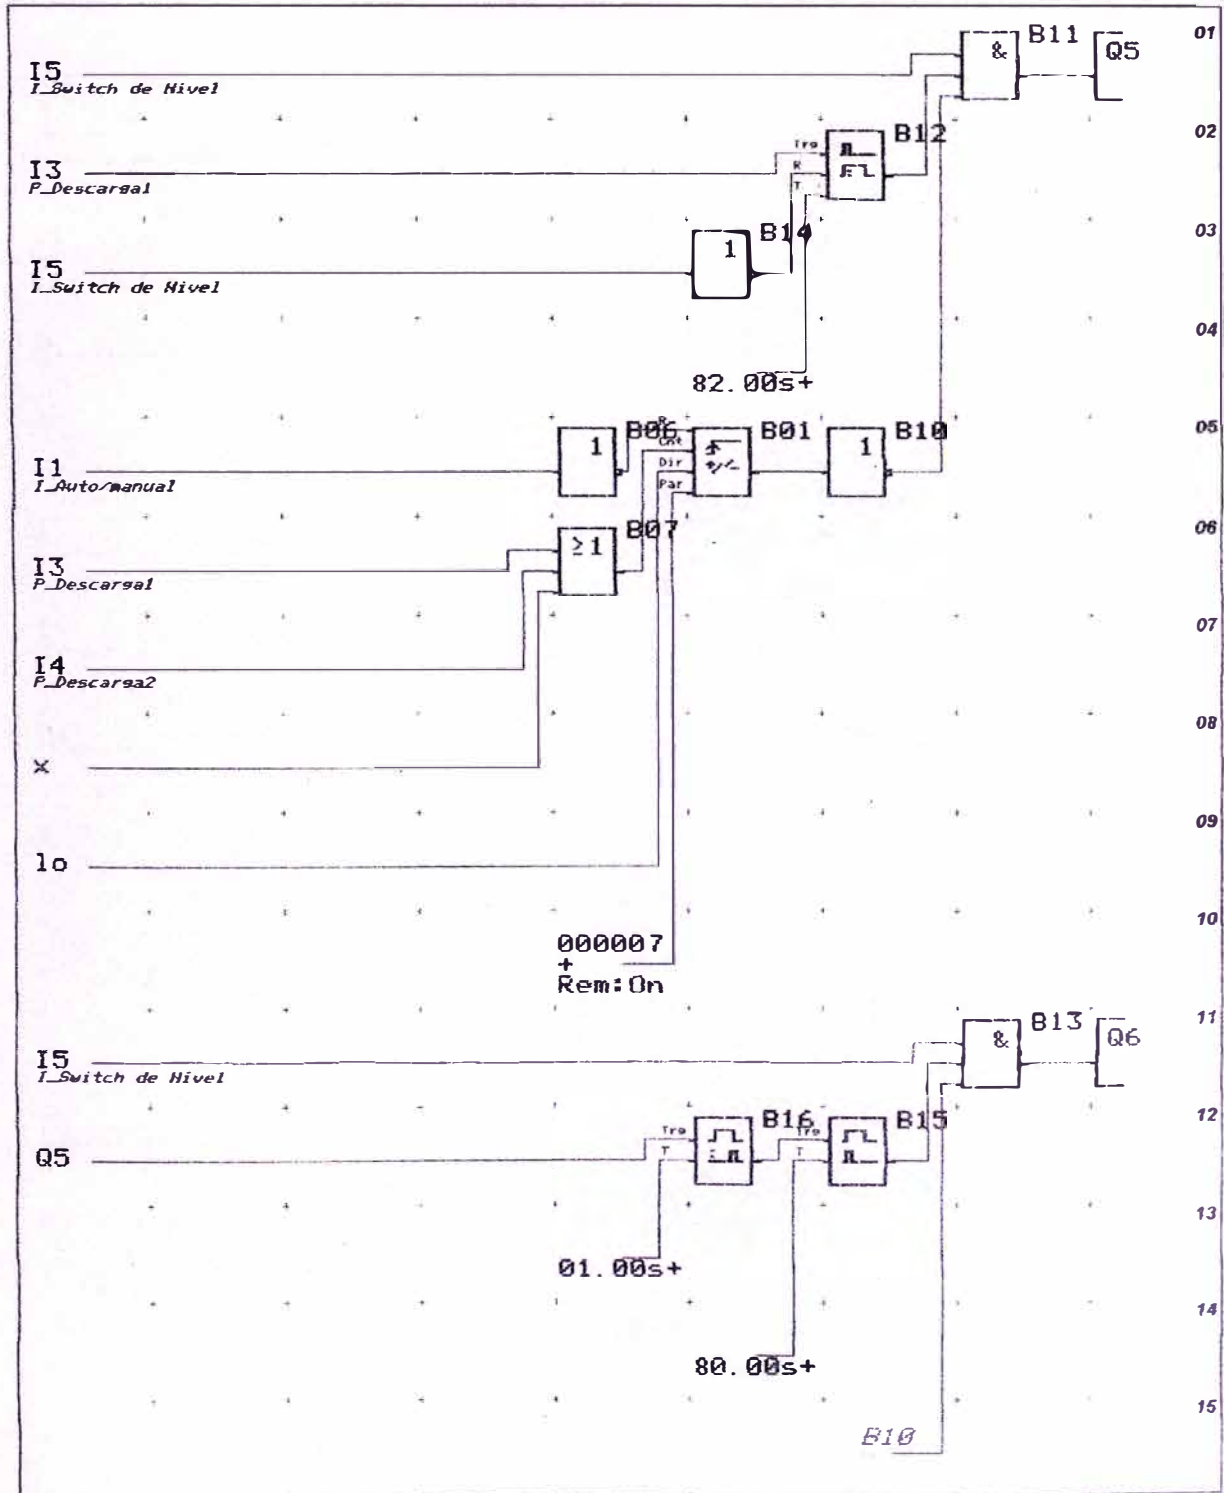 B11
01
&
Q5
I5
I_Switch de Nivel
B12
02
Trg
I3
R
P_Descarga1
T
B14
03
1
I5
I_Switch de Nivel
04
82.00s+
B06
R
B01
B10
05
1
Cnt
+/-
1
I1
Dir
I_Auto/manual
Par
B07
06
≥1
I3
P_Descarga1
07
I4
P_Descarga2
08
x
09
lo
10
000007
+
Rem:On
B13
11
&
Q6
I5
I_Switch de Nivel
B16
B15
12
Trg
Trg
Q5
T
T
13
01.00s+
14
80.00s+
15
B10